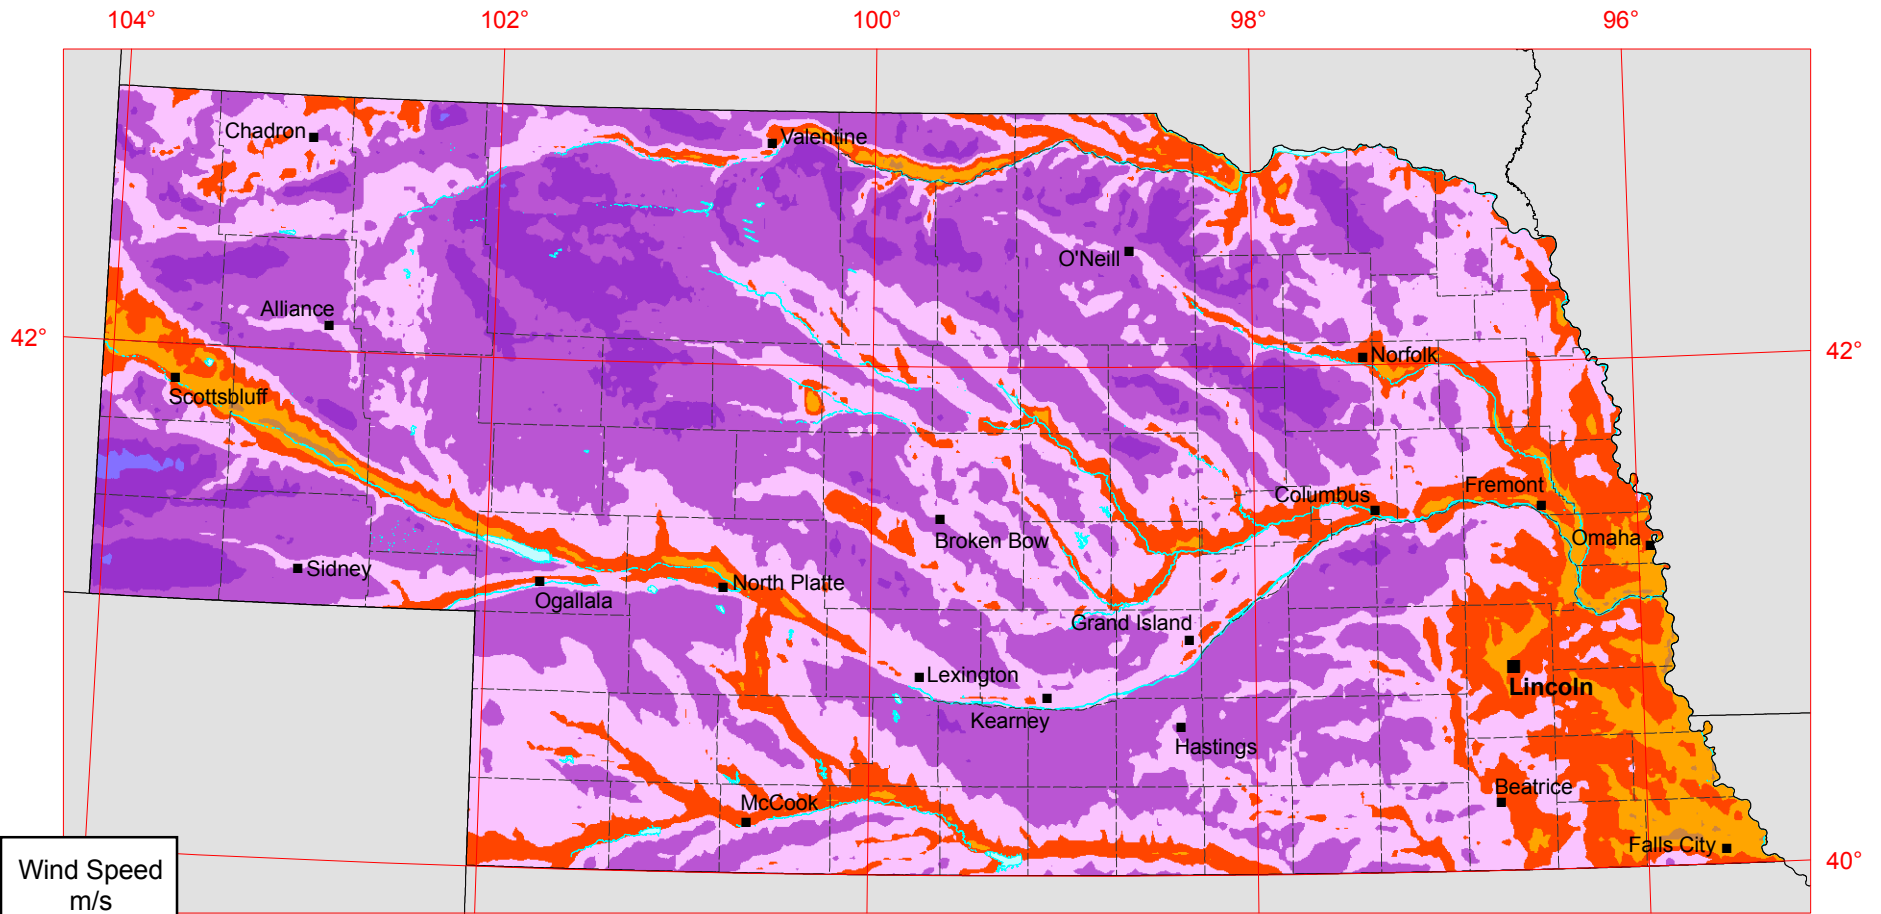 104°
102°
100°
98°
96°
Chadron
Valentine
O'Neill
Alliance
42°
42°
Norfolk
Scottsbluff
Fremont
Columbus
Broken Bow
Omaha
Sidney
North Platte
Ogallala
Grand Island
Lexington
Lincoln
Kearney
Hastings
Beatrice
McCook
Falls City
40°
Wind Speed
m/s